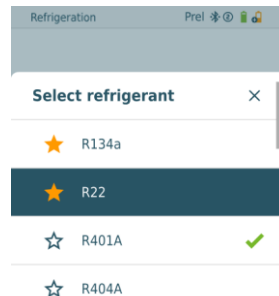 Refrigeration Prel
Select refrigerant
R134a
R22
R401A
R404A